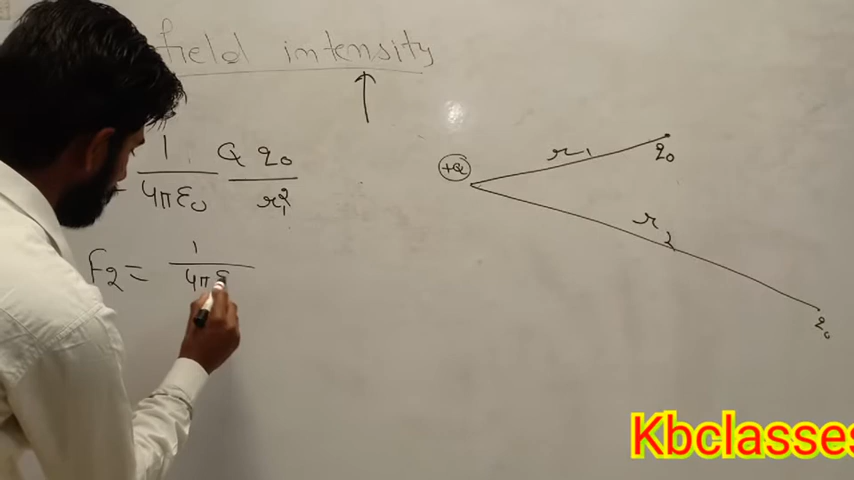 field intensity
1 Q q₀
4πε₀ r₁²
F₂ = 1
4πε
+Q
r₁
q₀
r₂
q₀
Kbclasses